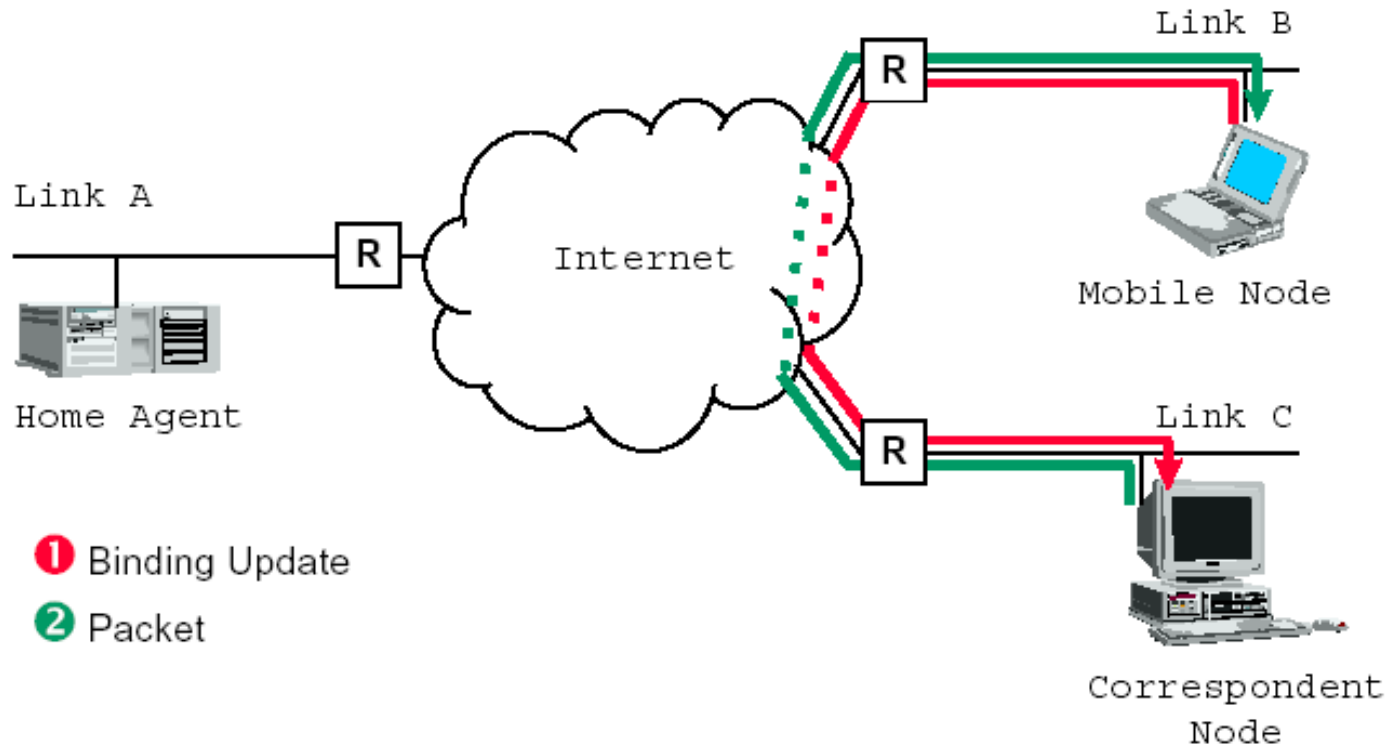 Link B
R
Link A
R
Internet
Mobile Node
Home Agent
Link C
R
1 Binding Update
2 Packet
Correspondent
Node